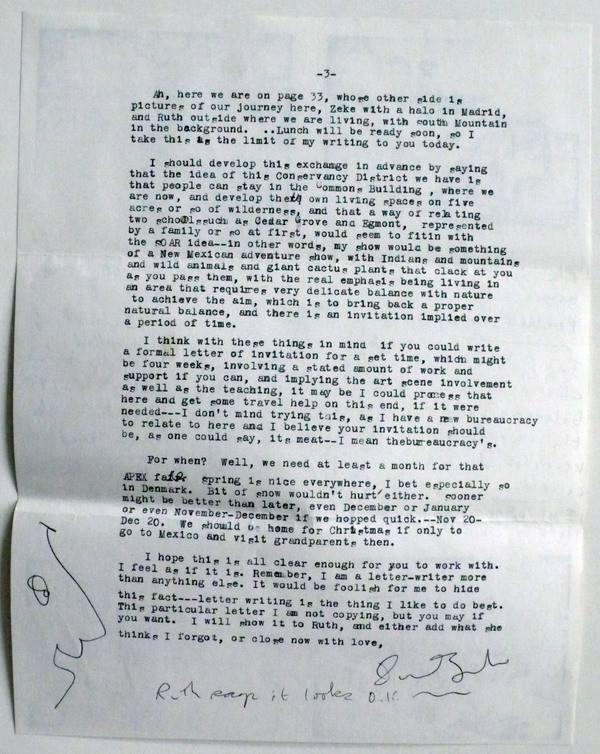 -3-
Ah, here we are on page 33, whose other side is
pictures of our journey here, Zeke with a halo in Madrid,
and Ruth outside where we are living, with south Mountain
in the background. ..Lunch will be ready soon, so I
take this as the limit of my writing to you today.
I should develop this exchange in advance by saying
that the idea of this Conservancy District we have is
that people can stay in the Commons Building , where we
are now, and develop their own living spaces on five
acres or so of wilderness, and that a way of relating
two schools such as Cedar Grove and Egmont, represented
by a family or so at first, would seem to fitin with
the SOAR idea--in other words, my show would be something
of a New Mexican adventure show, with Indians and mountains
and wild animals and giant cactus plants that clack at you
as you pass them, with the real emphasis being living in
an area that requires very delicate balance with nature
to achieve the aim, which is to bring back a proper
natural balance, and there is an invitation implied over
a period of time.
I think with these things in mind if you could write
a formal letter of invitation for a set time, which might
be four weeks, involving a stated amount of work and
support if you can, and implying the art scene involvement
as well as the teaching, it may be I could process that
here and get some travel help on this end, if it were
needed---I don't mind trying this, as I have a new bureaucracy
to relate to here and I believe your invitation should
be, as one could say, its meat--I mean thebureaucracy's.
For when? Well, we need at least a month for that
APEX spring is nice everywhere, I bet especially so
in Denmark. Bit of snow wouldn't hurt either. sooner
might be better than later, even December or January
or even November-December if we hopped quick.--Nov 20-
Dec 20. We should be home for Christmas if only to
go to Mexico and visit grandparents then.
I hope this is all clear enough for you to work with.
I feel as if it is. Remember, I am a letter-writer more
than anything else. It would be foolish for me to hide
this fact---letter writing is the thing I like to do best.
This particular letter I am not copying, but you may if
you want. I will show it to Ruth, and either add what she
thinks I forgot, or close now with love,
Ruth says it looks O.K.